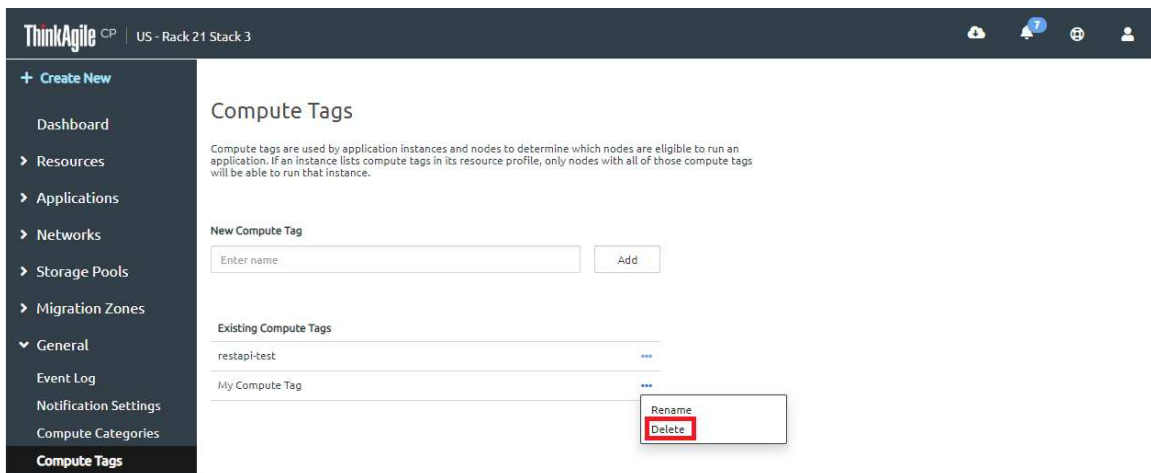 ThinkAgile CP | US - Rack 21 Stack 3
7
+ Create New
Dashboard
Resources
Applications
Networks
Storage Pools
Migration Zones
General
Event Log
Notification Settings
Compute Categories
Compute Tags
Compute Tags
Compute tags are used by application instances and nodes to determine which nodes are eligible to run an
application. If an instance lists compute tags in its resource profile, only nodes with all of those compute tags
will be able to run that instance.
New Compute Tag
Enter name
Add
Existing Compute Tags
restapi-test
My Compute Tag
Rename
Delete